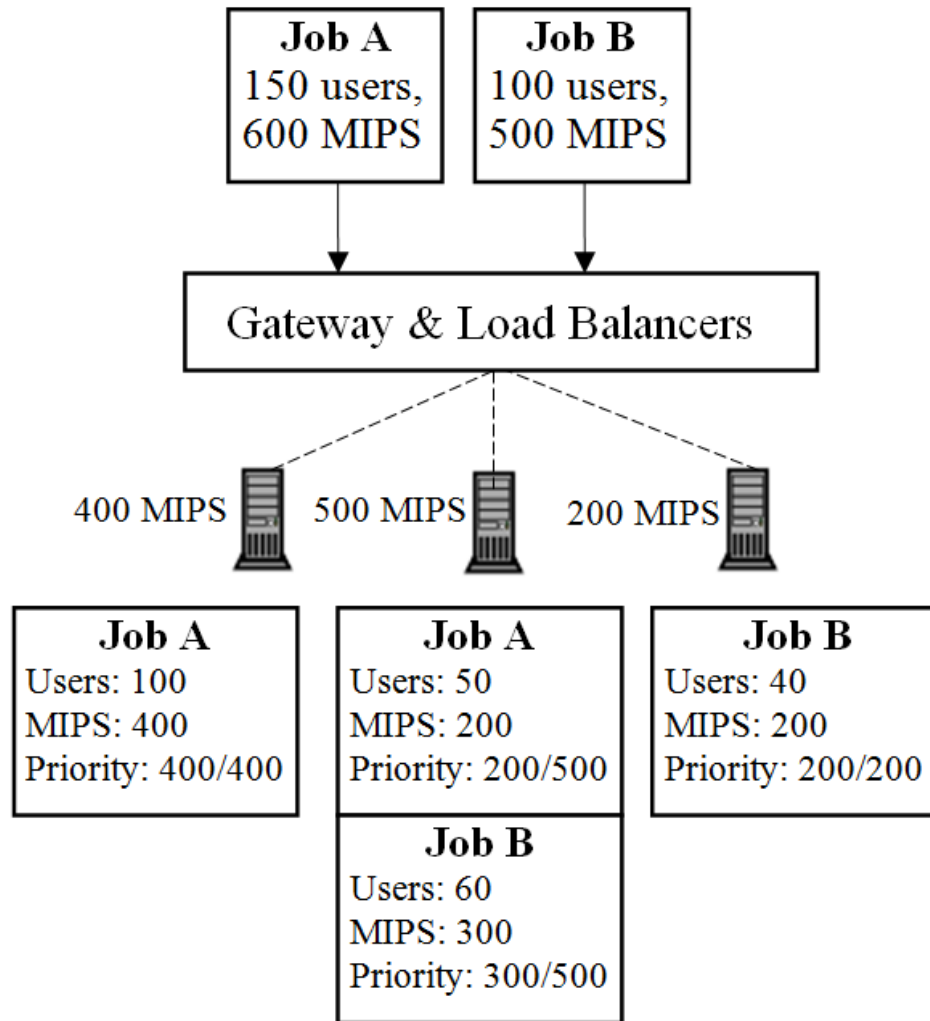 Job A
150 users,
600 MIPS
Job B
100 users,
500 MIPS
Gateway & Load Balancers
400 MIPS
500 MIPS
200 MIPS
Job A
Users: 100
MIPS: 400
Priority: 400/400
Job A
Users: 50
MIPS: 200
Priority: 200/500
Job B
Users: 60
MIPS: 300
Priority: 300/500
Job B
Users: 40
MIPS: 200
Priority: 200/200